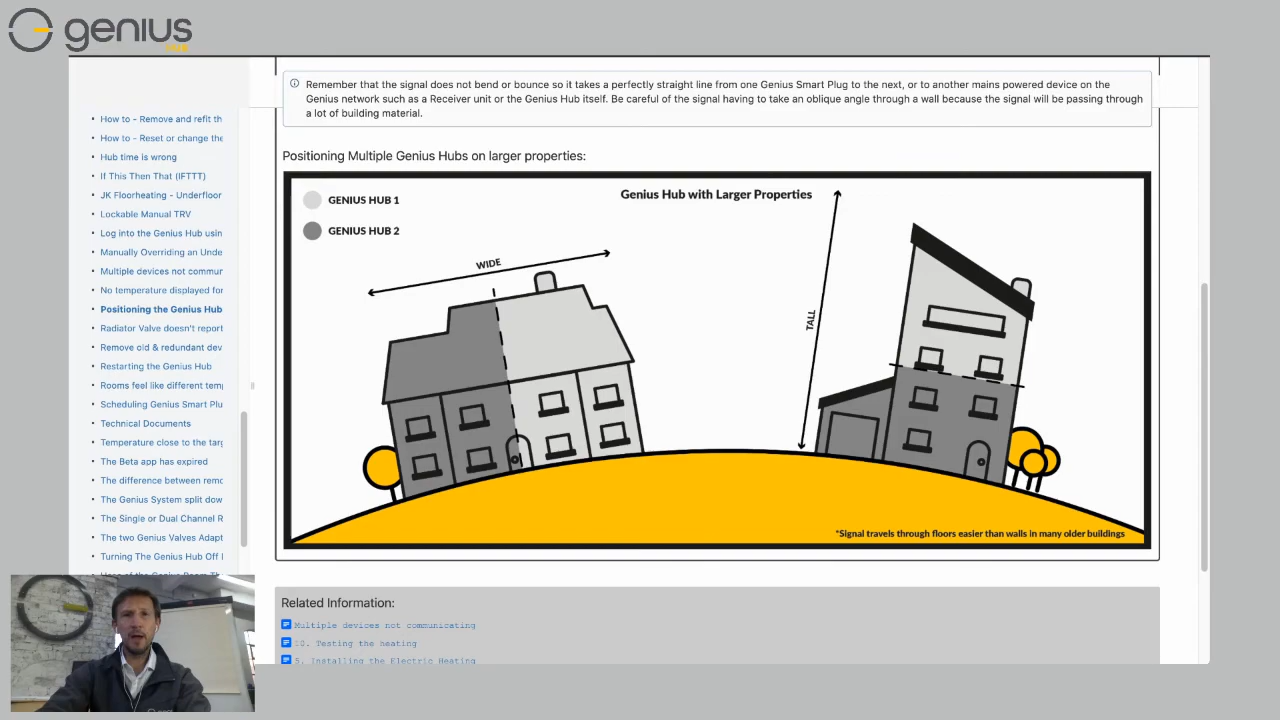 genius
HUB
Remember that the signal does not bend or bounce so it takes a perfectly straight line from one Genius Smart Plug to the next, or to another mains powered device on the
Genius network such as a Receiver unit or the Genius Hub itself. Be careful of the signal having to take an oblique angle through a wall because the signal will be passing through
a lot of building material.
How to - Remove and refit th
How to - Reset or change the
Hub time is wrong
If This Then That (IFTTT)
JK Floorheating - Underfloor
Lockable Manual TRV
Log into the Genius Hub usin
Manually Overriding an Unde
Multiple devices not commun
No temperature displayed for
Positioning the Genius Hub
Radiator Valve doesn't report
Remove old & redundant dev
Restarting the Genius Hub
Rooms feel like different temp
Scheduling Genius Smart Plu
Technical Documents
Temperature close to the targ
The Beta app has expired
The difference between remo
The Genius System split dow
The Single or Dual Channel R
The two Genius Valves Adapt
Turning The Genius Hub Off
Positioning Multiple Genius Hubs on larger properties:
GENIUS HUB 1
GENIUS HUB 2
Genius Hub with Larger Properties
WIDE
TALL
*Signal travels through floors easier than walls in many older buildings
Related Information:
Multiple devices not communicating
10. Testing the heating
5. Installing the Electric Heating